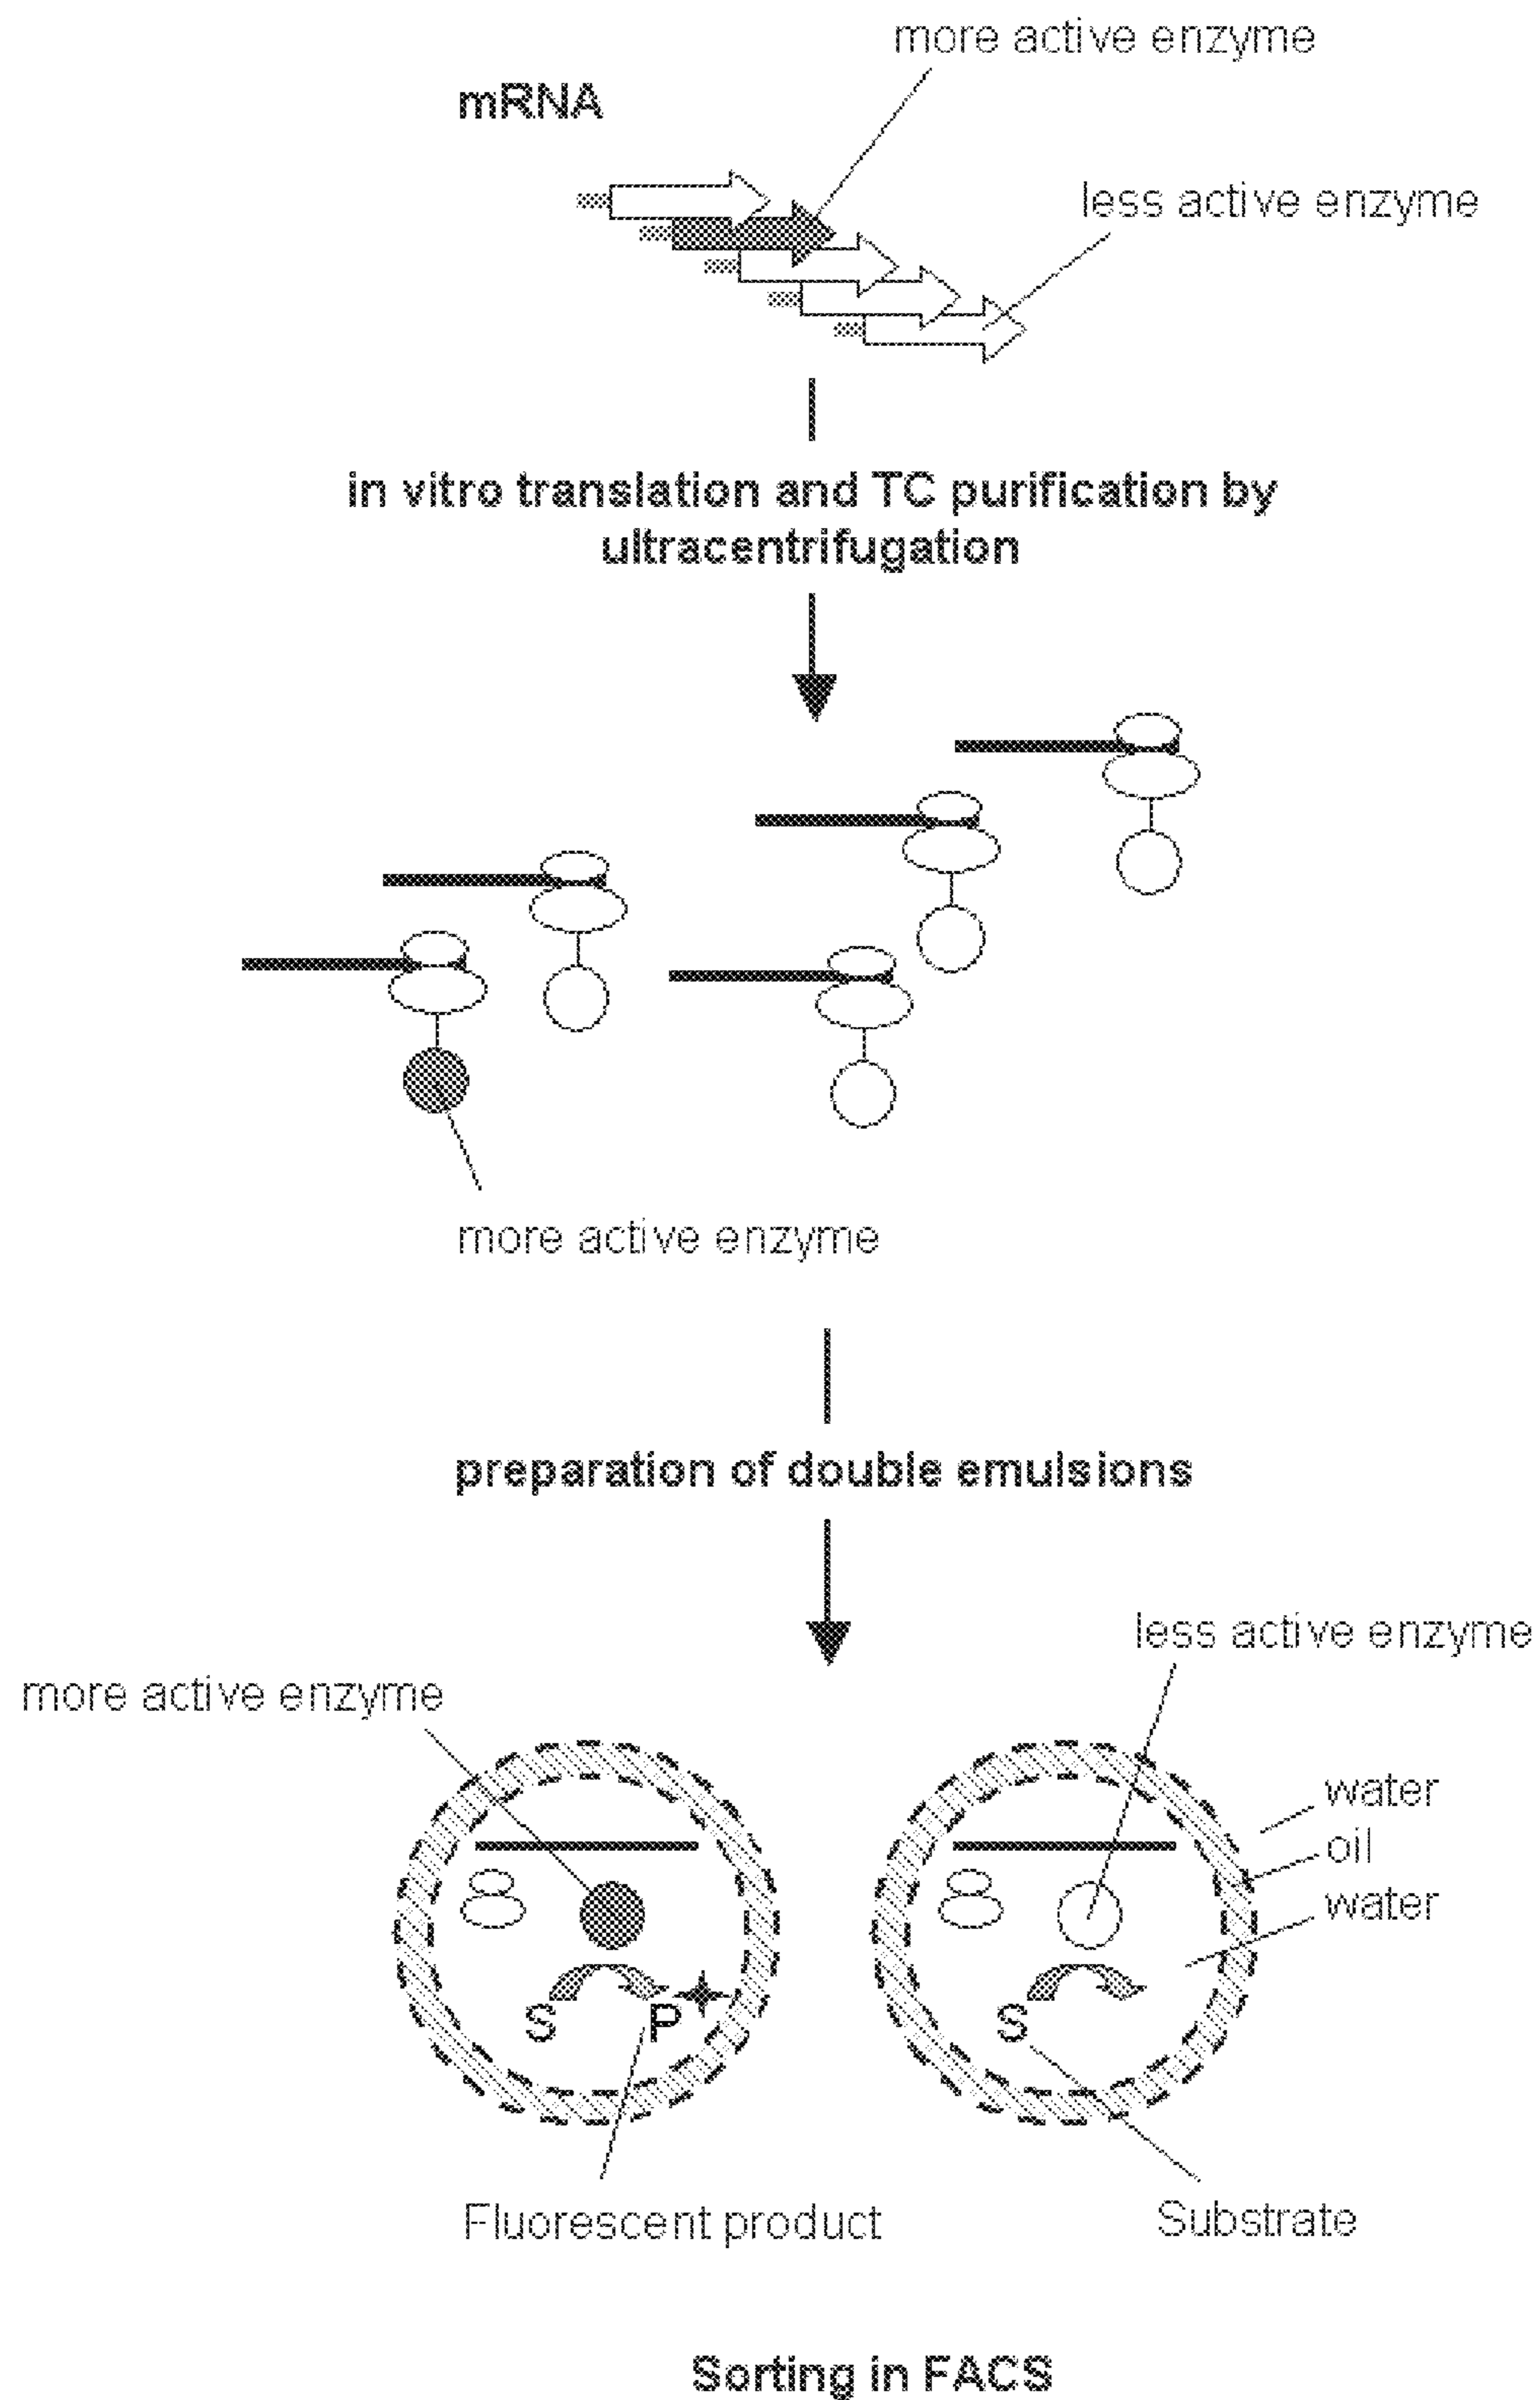 more active enzyme
mRNA
less active enzyme
in vitro translation and TC purification by
ultracentrifugation
more active enzyme
preparation of double emulsions
less active enzyme
more active enzyme
water
oil
water
S P
S
Fluorescent product
Substrate
Sorting in FACS